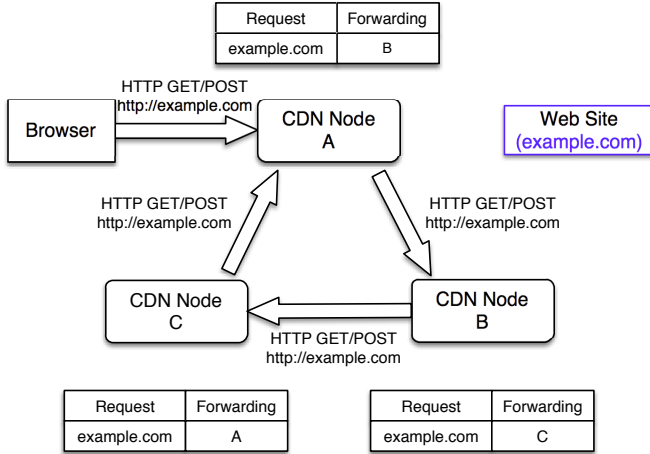 Request Forwarding
example.com B
HTTP GET/POST
http://example.com
Browser
CDN Node
A
Web Site
(example.com)
HTTP GET/POST
http://example.com
HTTP GET/POST
http://example.com
CDN Node
C
CDN Node
B
HTTP GET/POST
http://example.com
Request Forwarding
example.com A
Request Forwarding
example.com C